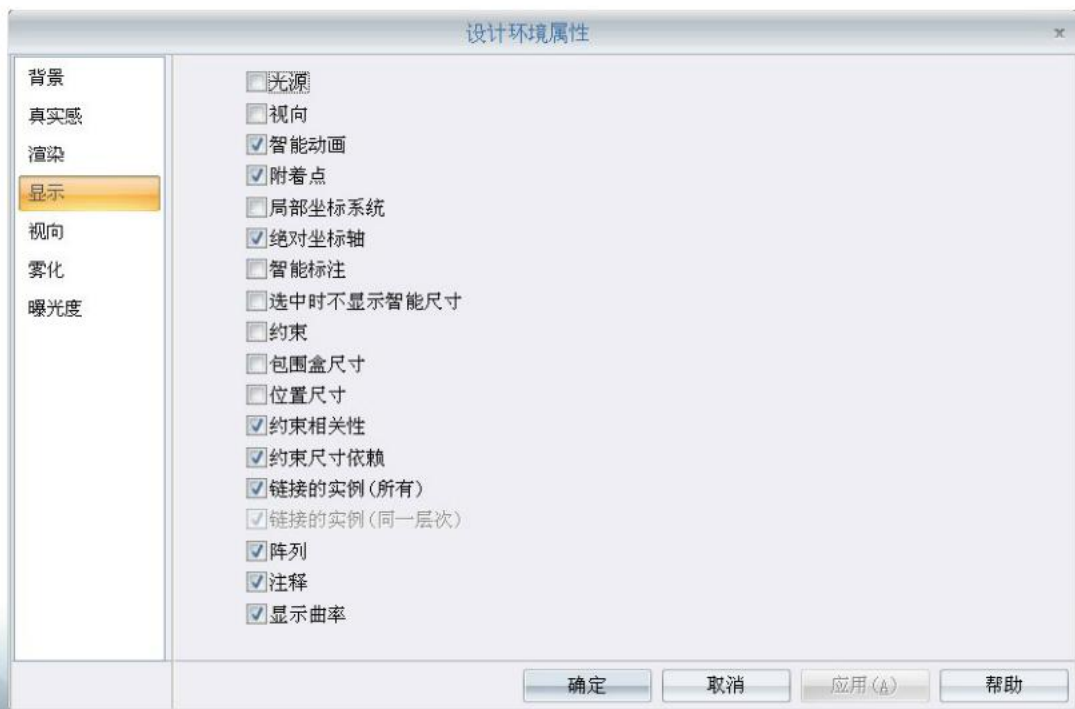 设计环境属性
背景
真实感
渲染
显示
视向
雾化
曝光度
光源
视向
智能动画
附着点
局部坐标系统
绝对坐标轴
智能标注
选中时不显示智能尺寸
约束
包围盒尺寸
位置尺寸
约束相关性
约束尺寸依赖
链接的实例(所有)
链接的实例(同一层次)
阵列
注释
显示曲率
确定 取消 应用(A) 帮助